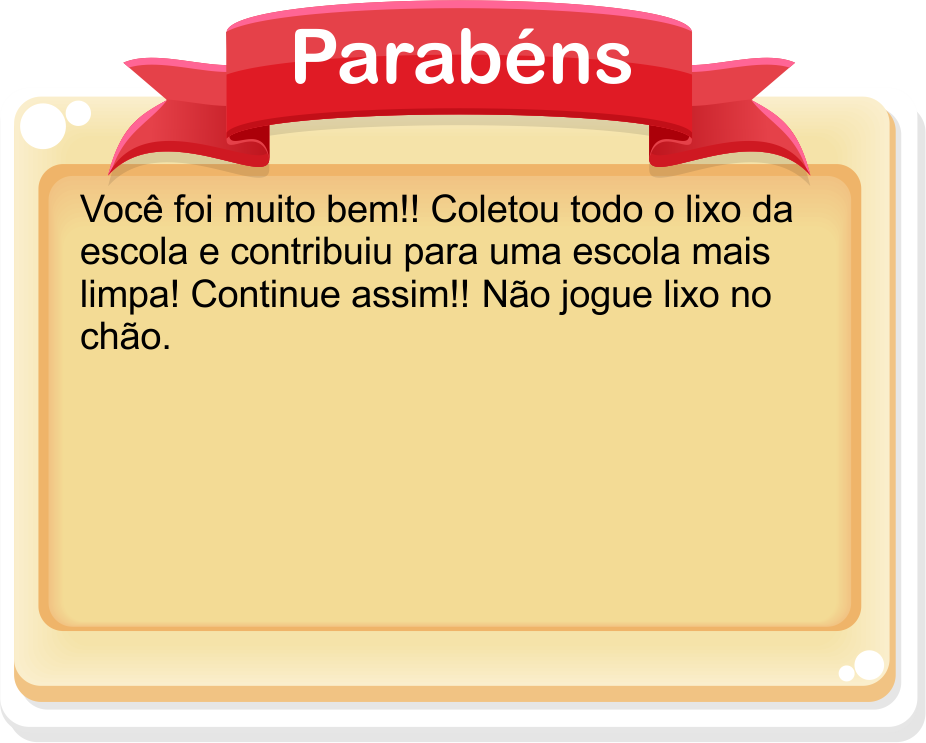 Parabéns
Você foi muito bem!! Coletou todo o lixo da
escola e contribuiu para uma escola mais
limpa! Continue assim!! Não jogue lixo no
chão.